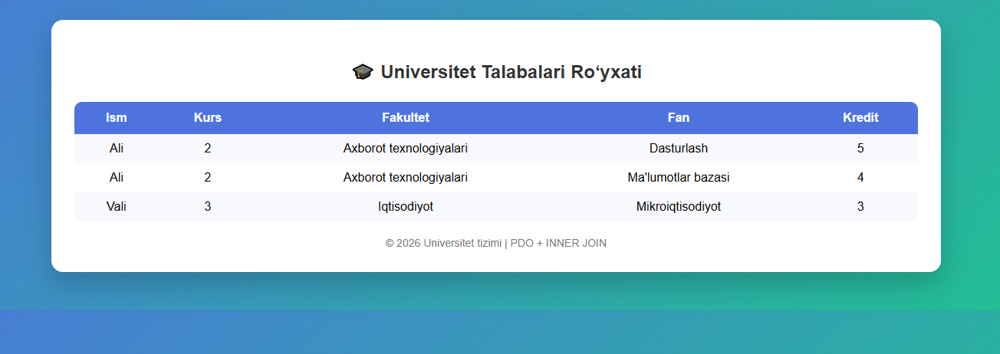 🎓 Universitet Talabalari Ro‘yxati
Ism Kurs Fakultet Fan Kredit
Ali 2 Axborot texnologiyalari Dasturlash 5
Ali 2 Axborot texnologiyalari Ma'lumotlar bazasi 4
Vali 3 Iqtisodiyot Mikroiqtisodiyot 3
© 2026 Universitet tizimi | PDO + INNER JOIN